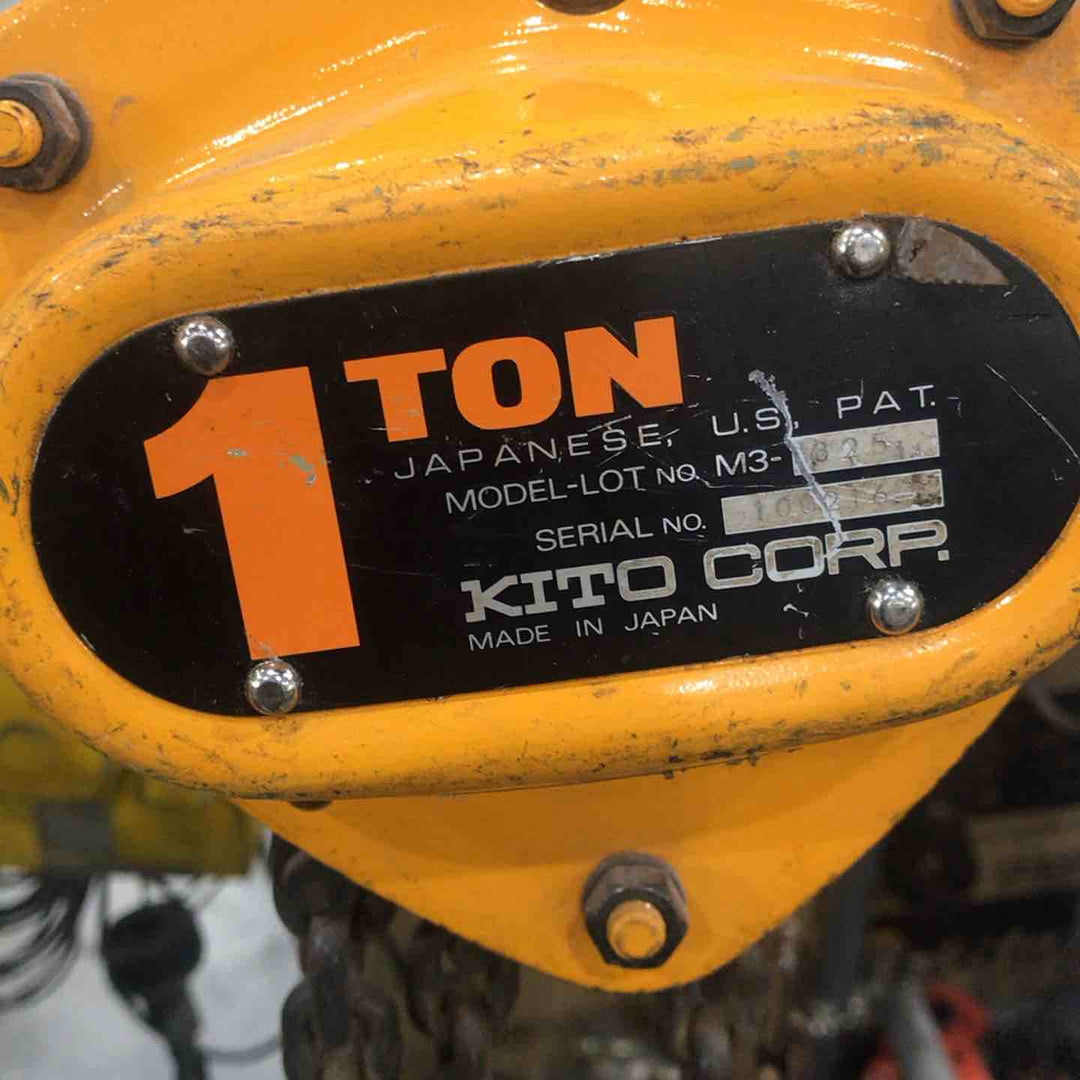 1 TON
JAPANESE, U.S., PAT.
MODEL-LOT NO. M3-
SERIAL NO.
KITO CORP.
MADE IN JAPAN